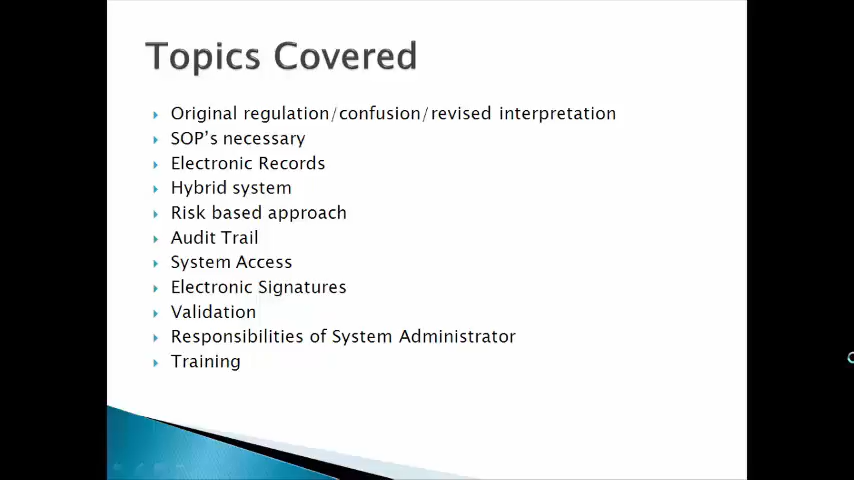 Topics Covered
Original regulation/confusion/revised interpretation
SOP's necessary
Electronic Records
Hybrid system
Risk based approach
Audit Trail
System Access
Electronic Signatures
Validation
Responsibilities of System Administrator
Training